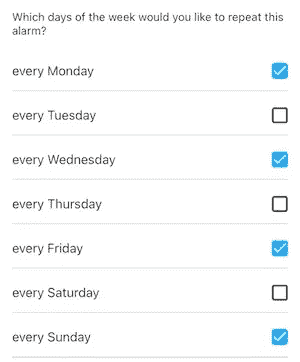 Which days of the week would you like to repeat this
alarm?
every Monday
every Tuesday
every Wednesday
every Thursday
every Friday
every Saturday
every Sunday